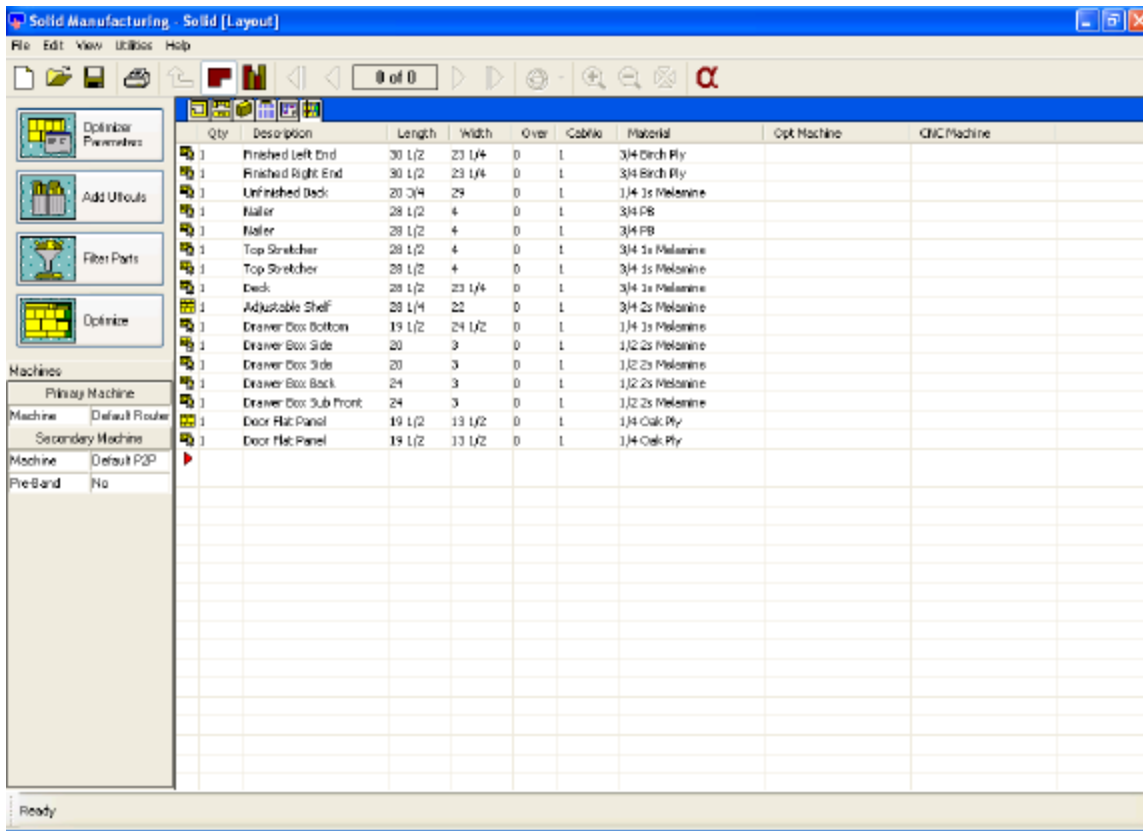 Solid Manufacturing - Solid [Layout]
File Edit View Utilities Help
0 of 0
Optimizer Parameters
Add Offcuts
Filter Parts
Optimize
Machines
Primay Machine
Machine Default Router
Secondary Machine
Machine Default P2P
Pre-Band No
Qty Description Length Width Over CabNo Material Opt Machine CNC Machine
1 Finished Left End 30 1/2 23 1/4 0 1 3/4 Birch Ply
1 Finished Right End 30 1/2 23 1/4 0 1 3/4 Birch Ply
1 Unfinished Back 28 3/4 29 0 1 1/4 1s Melamine
1 Nailer 28 1/2 4 0 1 3/4 PB
1 Nailer 28 1/2 4 0 1 3/4 PB
1 Top Stretcher 28 1/2 4 0 1 3/4 1s Melamine
1 Top Stretcher 28 1/2 4 0 1 3/4 1s Melamine
1 Deck 28 1/2 23 1/4 0 1 3/4 1s Melamine
1 Adjustable Shelf 28 1/4 22 0 1 3/4 2s Melamine
1 Drawer Box Bottom 19 1/2 24 1/2 0 1 1/4 1s Melamine
1 Drawer Box Side 20 3 0 1 1/2 2s Melamine
1 Drawer Box Side 20 3 0 1 1/2 2s Melamine
1 Drawer Box Back 24 3 0 1 1/2 2s Melamine
1 Drawer Box Sub Front 24 3 0 1 1/2 2s Melamine
1 Door Flat Panel 19 1/2 13 1/2 0 1 1/4 Oak Ply
1 Door Flat Panel 19 1/2 13 1/2 0 1 1/4 Oak Ply
Ready